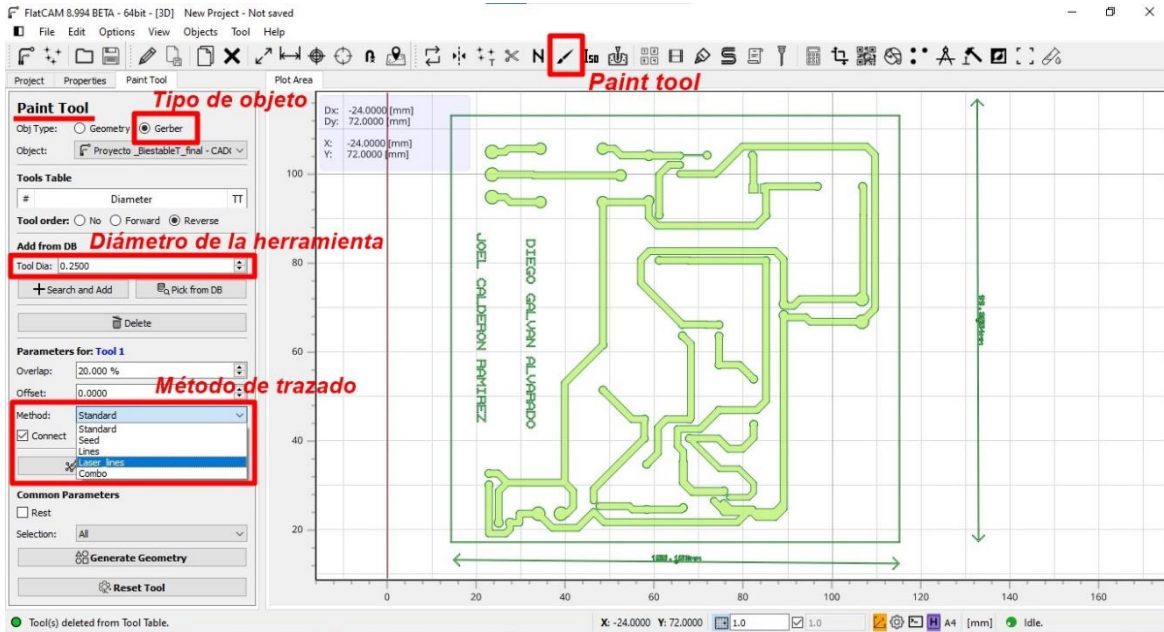 FlatCAM 8.994 BETA - 64bit - [3D] New Project - Not saved
File Edit Options View Objects Tool Help
N Iso
Project Properties Paint Tool
Plot Area
Paint tool
Paint Tool
Tipo de objeto
Obj Type: Geometry Gerber
Object: Proyecto _BiestableT_final - CAD
Tools Table
# Diameter TT
Tool order: No Forward Reverse
Add from DB
Diámetro de la herramienta
Tool Dia: 0.2500
Search and Add Pick from DB
Delete
Parameters for: Tool 1
Overlap: 20.000 %
Offset: 0.0000
Método de trazado
Method: Standard
Connect
Standard
Seed
Lines
Laser_lines
Combo
Common Parameters
Rest
Selection: All
Generate Geometry
Reset Tool
Dx: -24.0000 [mm]
Dy: 72.0000 [mm]
X: -24.0000 [mm]
Y: 72.0000 [mm]
JOEL CALDERON RAMIREZ
DIEGO GALVAN ALVARADO
100
80
60
40
20
0 20 40 60 80 100 120 140 160
Tool(s) deleted from Tool Table.
X: -24.0000 Y: 72.0000 1.0 1.0 H A4 [mm] Idle.